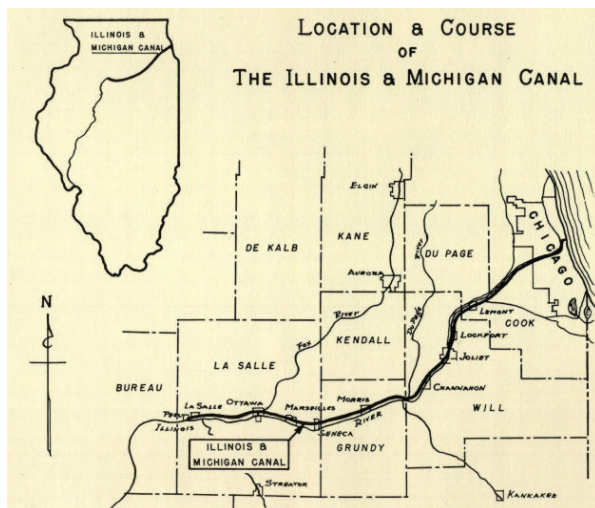 ILLINOIS &
MICHIGAN CANAL
LOCATION & COURSE
OF
THE ILLINOIS & MICHIGAN CANAL
ELGIN
CHICAGO
KANE
DE KALB
DU PAGE
River
AURORA
N
River
Du Page
LEMONT
COOK
Fox
KENDALL
LOCKPORT
LA SALLE
JOLIET
BUREAU
CHANNAHON
MORRIS
WILL
PERU
LA SALLE
OTTAWA
MARSEILLES
RIVER
ILLINOIS
SENECA
ILLINOIS &
MICHIGAN CANAL
GRUNDY
STREATOR
KANKAKEE